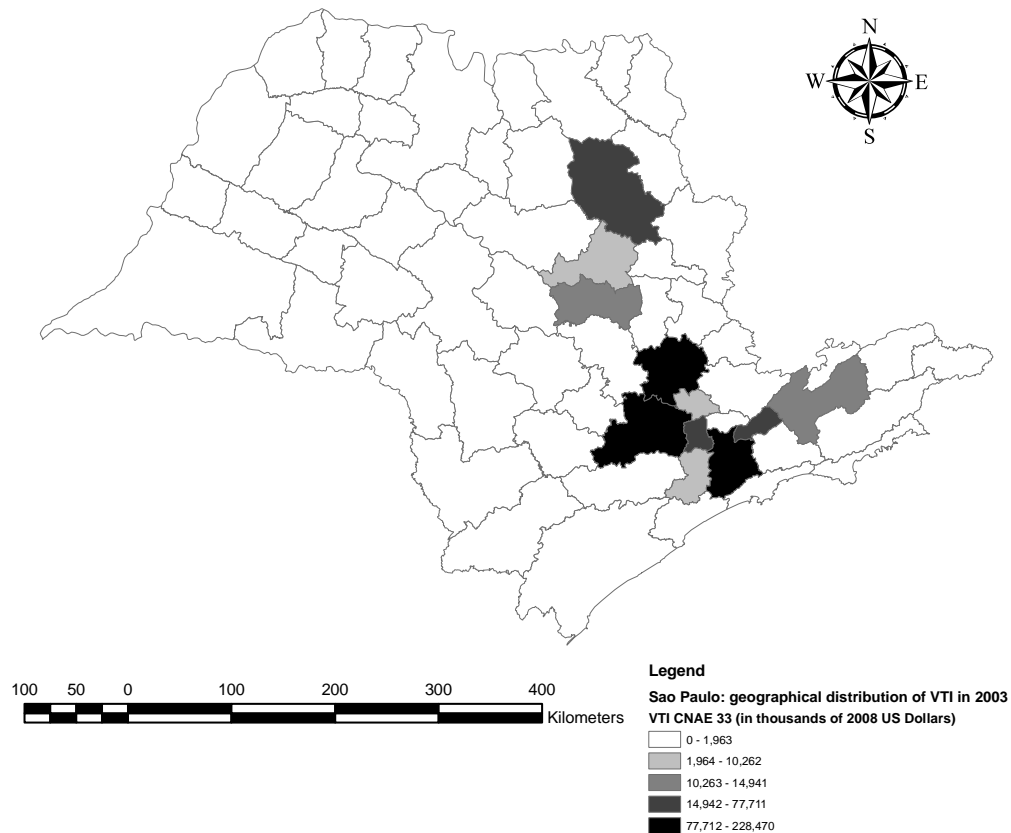 N
W E
S
100 50 0 100 200 300 400
Kilometers
Legend
Sao Paulo: geographical distribution of VTI in 2003
VTI CNAE 33 (in thousands of 2008 US Dollars)
0 - 1,963
1,964 - 10,262
10,263 - 14,941
14,942 - 77,711
77,712 - 228,470